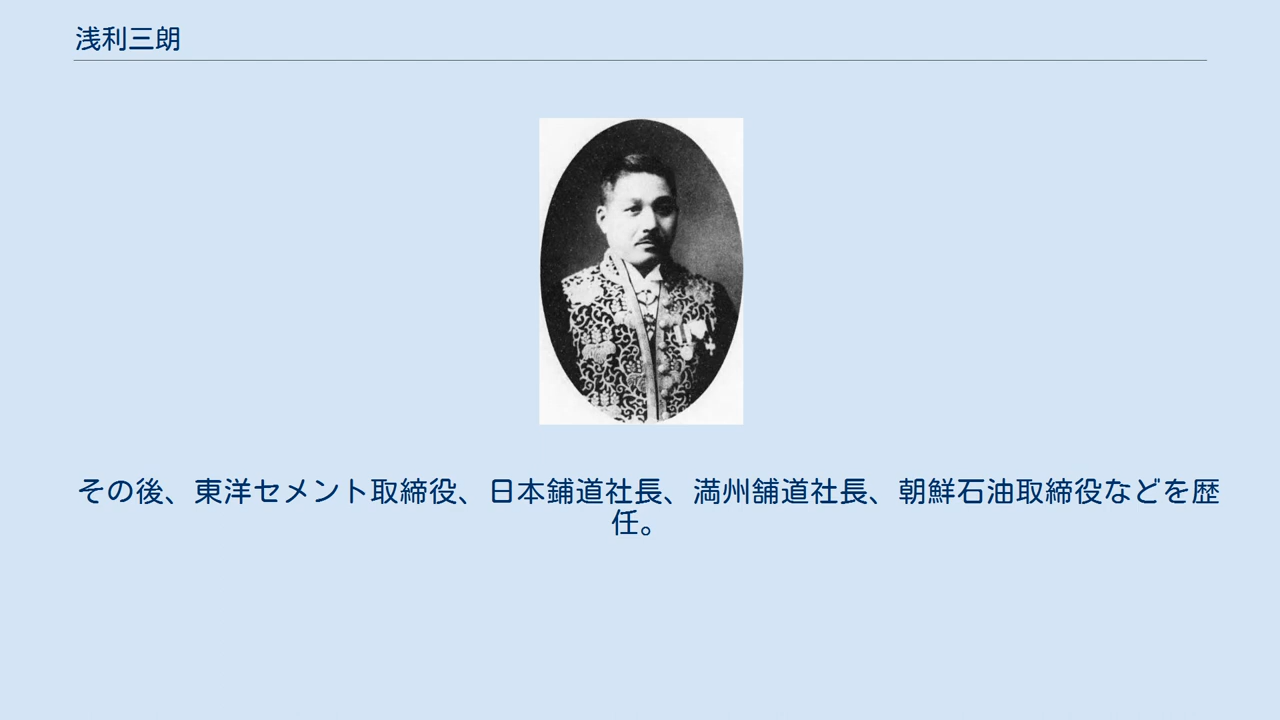 浅利三朗
その後、東洋セメント取締役、日本鋪道社長、満州舗道社長、朝鮮石油取締役などを歴
任。